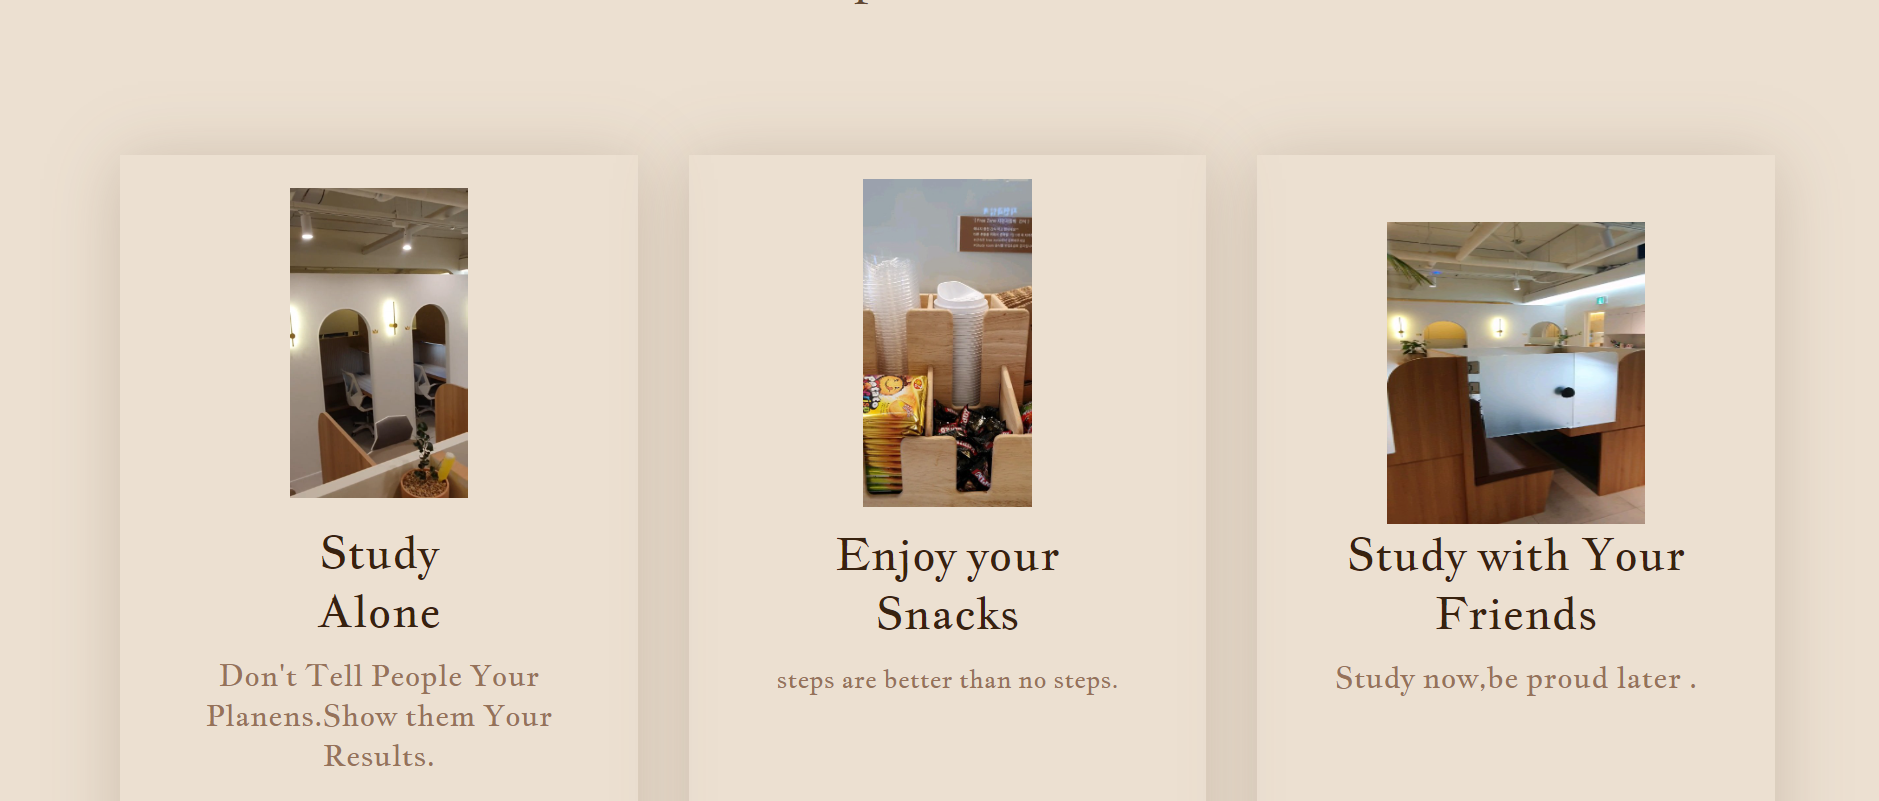 Study
Alone
Don't Tell People Your
Planens.Show them Your
Results.
Enjoy your
Snacks
steps are better than no steps.
Study with Your
Friends
Study now,be proud later .